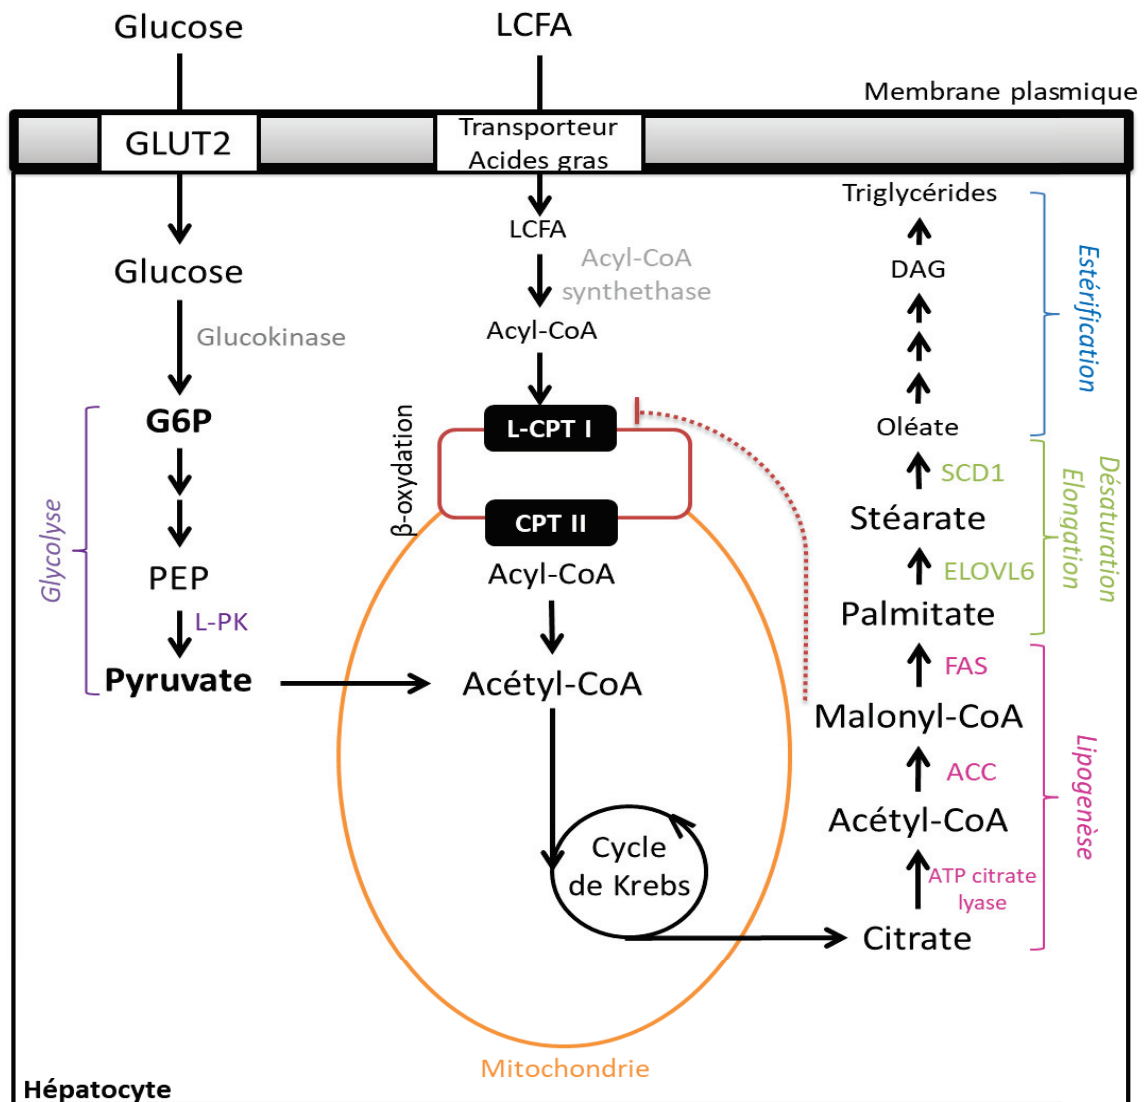 Glucose
LCFA
Membrane plasmique
GLUT2
Transporteur
Acides gras
Glucose
Glucokinase
G6P
PEP
L-PK
Pyruvate
Glycolyse
LCFA
Acyl-CoA
synthethase
Acyl-CoA
L-CPT I
CPT II
β-oxydation
Acyl-CoA
Acétyl-CoA
Cycle
de Krebs
Mitochondrie
Triglycérides
DAG
Oléate
SCD1
Stéarate
ELOVL6
Palmitate
FAS
Malonyl-CoA
ACC
Acétyl-CoA
ATP citrate
lyase
Citrate
Estérification
Désaturation
Elongation
Lipogenèse
Hépatocyte